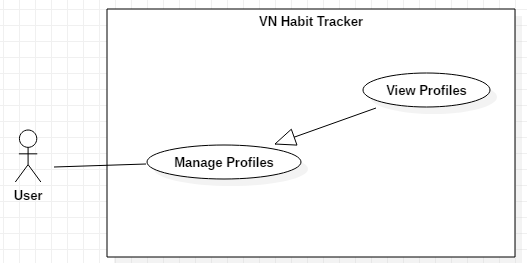 VN Habit Tracker
View Profiles
Manage Profiles
User